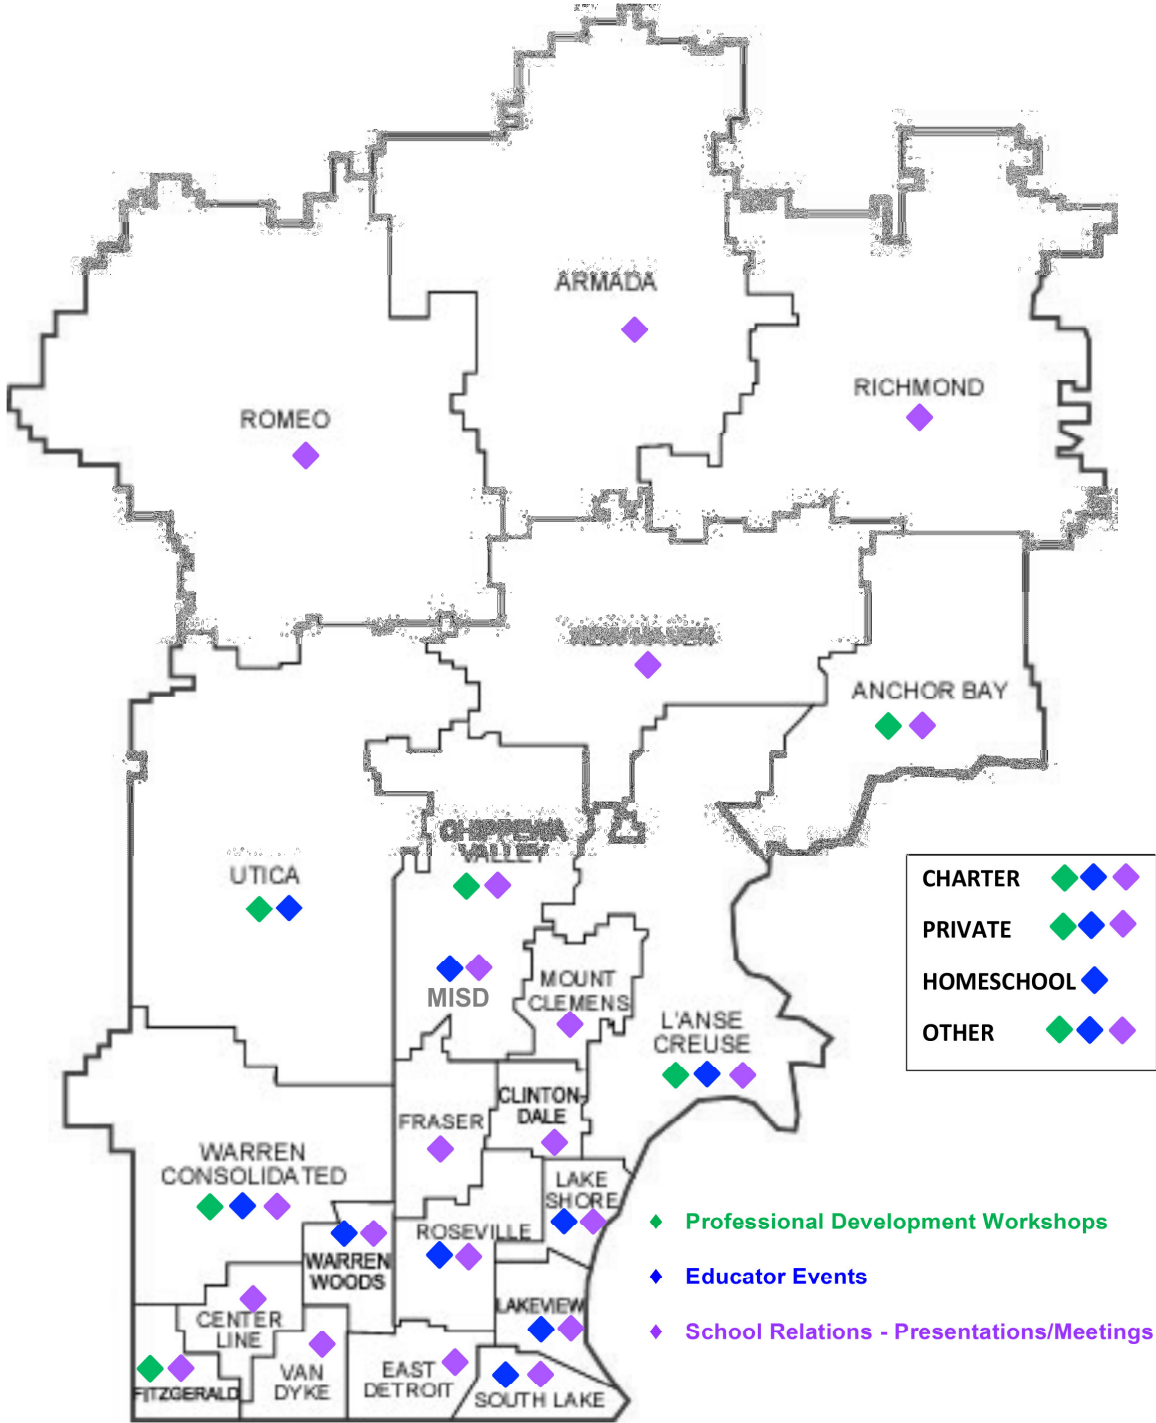 ARMADA
RICHMOND
ROMEO
ANCHOR BAY
CHIPPEWA
VALLEY
UTICA
CHARTER
PRIVATE
HOMESCHOOL
OTHER
MISD
MOUNT
CLEMENS
L'ANSE
CREUSE
CLINTON-
DALE
FRASER
WARREN
CONSOLIDATED
LAKE
SHORE
ROSEVILLE
WARREN
WOODS
LAKEVIEW
CENTER
LINE
VAN
DYKE
EAST
DETROIT
SOUTH LAKE
FITZGERALD
Professional Development Workshops
Educator Events
School Relations - Presentations/Meetings